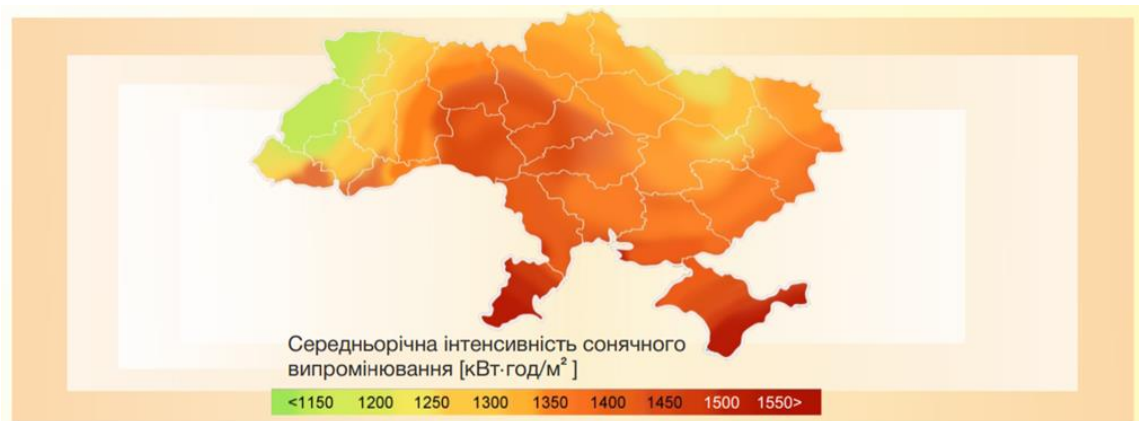 Середньорічна інтенсивність сонячного
випромінювання [кВт·год/м² ]
<1150 1200 1250 1300 1350 1400 1450 1500 1550>